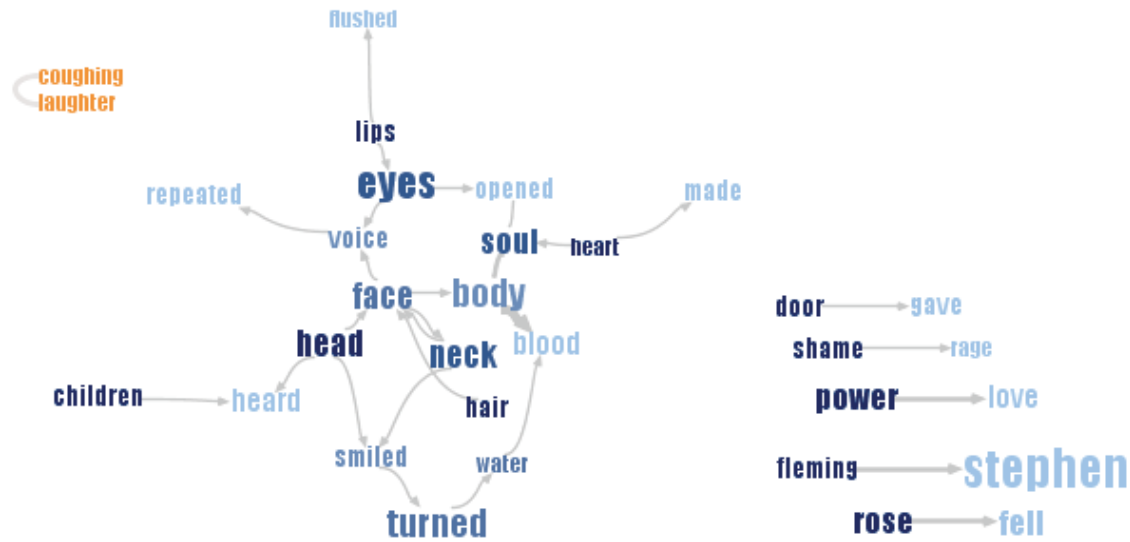 flushed
coughing
laughter
lips
eyes
repeated
opened
made
voice
soul
heart
face
body
door
gave
head
neck
blood
shame
rage
children
heard
hair
power
love
smiled
water
fleming
stephen
turned
rose
fell